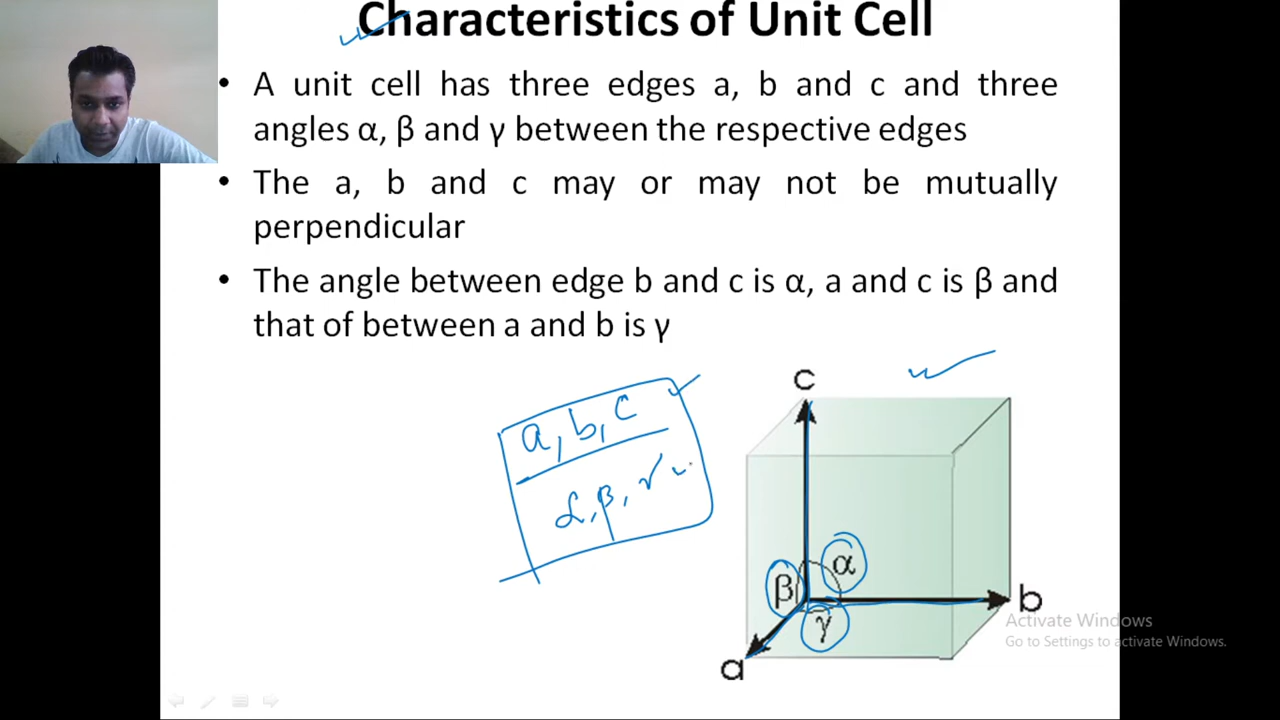 Characteristics of Unit Cell
• A unit cell has three edges a, b and c and three
angles α, β and γ between the respective edges
• The a, b and c may or may not be mutually
perpendicular
• The angle between edge b and c is α, a and c is β and
that of between a and b is γ
a, b, c
α, β, γ
c
α
β
b
γ
a
Activate Windows
Go to Settings to activate Windows.